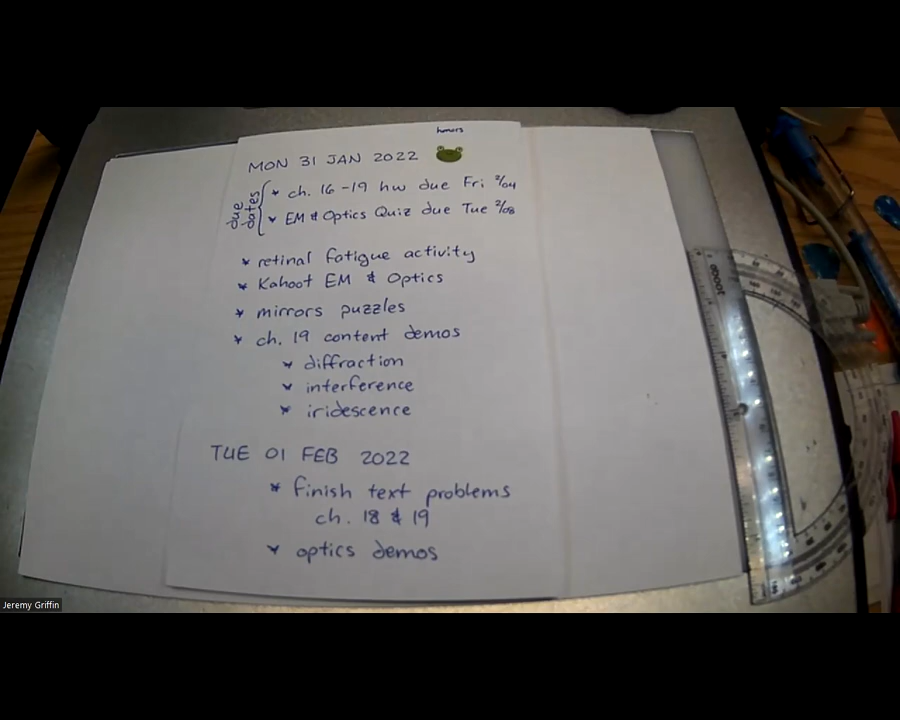 honors
MON 31 JAN 2022
due dates
* ch. 16-19 hw due Fri 2/04
* EM & Optics Quiz due Tue 2/08
* retinal fatigue activity
* Kahoot EM & Optics
* mirrors puzzles
* ch. 19 content demos
* diffraction
* interference
* iridescence
TUE 01 FEB 2022
* finish text problems
ch. 18 & 19
* optics demos
Jeremy Griffin